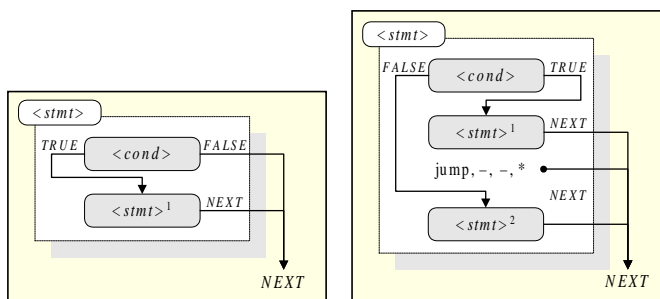 <stmt>
TRUE <cond> FALSE
<stmt>1 NEXT
NEXT
<stmt>
FALSE <cond> TRUE
<stmt>1 NEXT
jump, –, –, *
NEXT
<stmt>2
NEXT